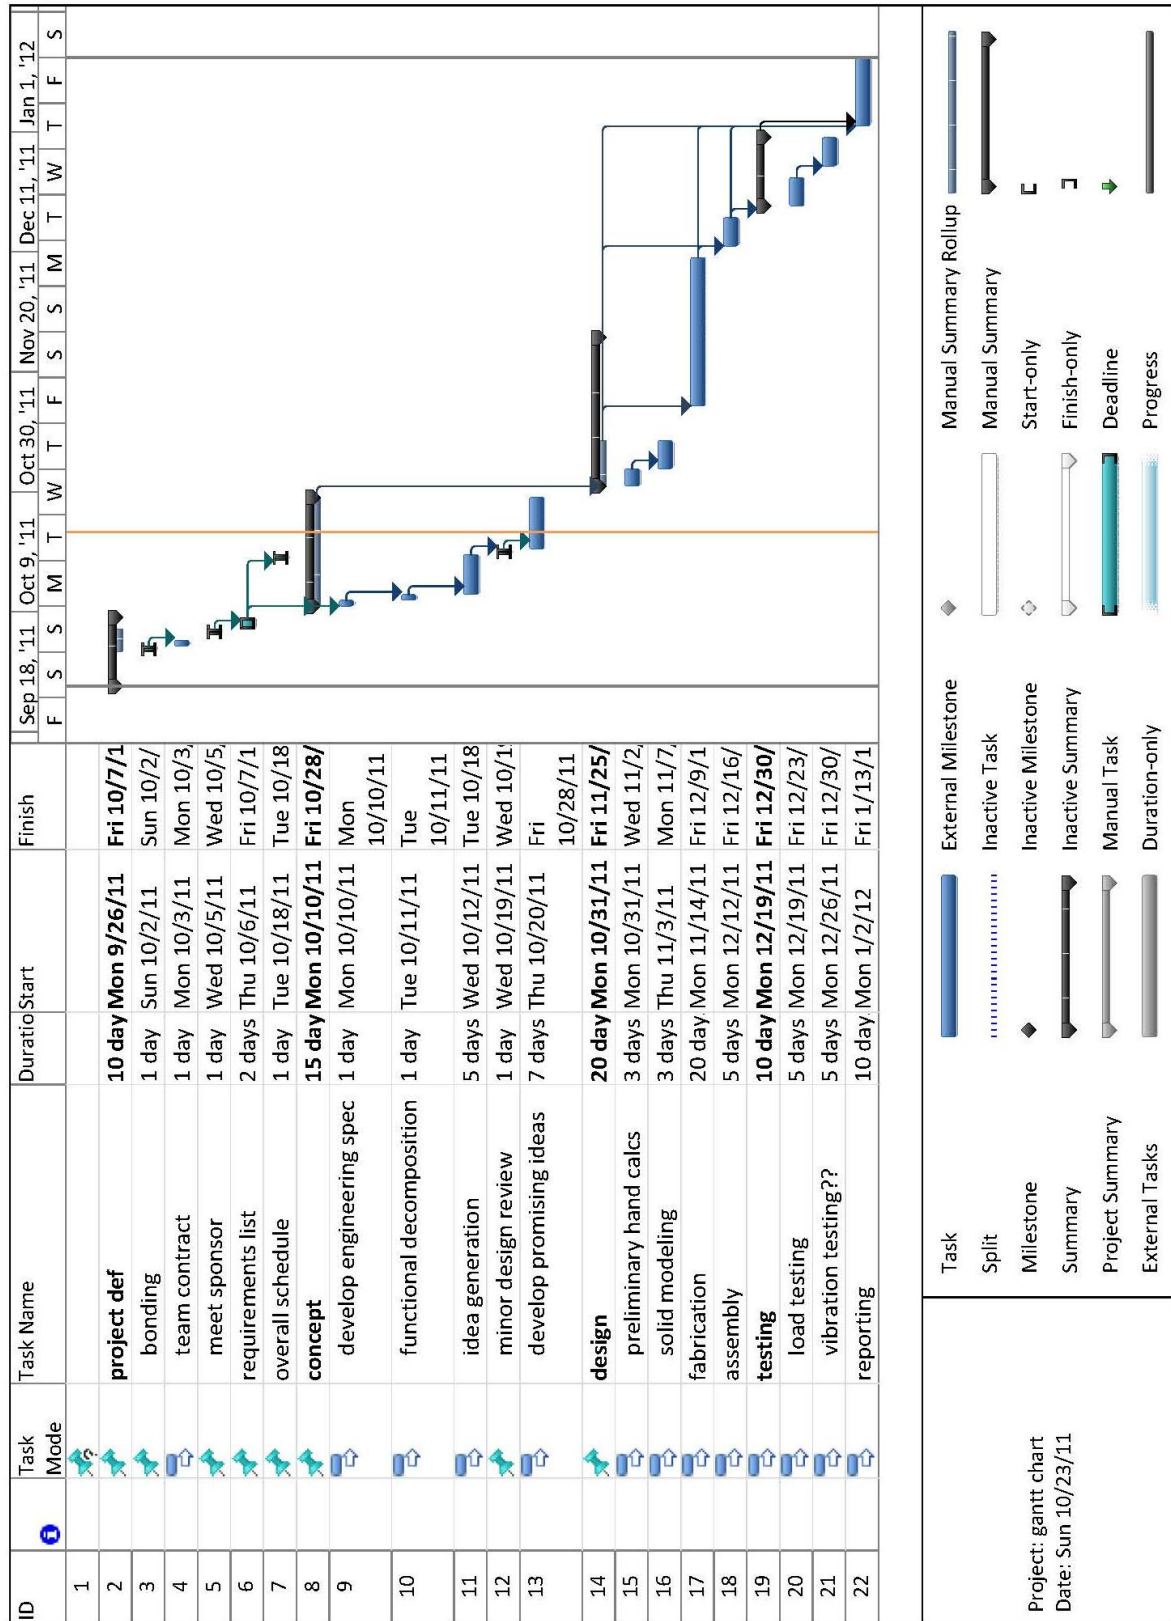 ID Task Mode Task Name Duratio Start Finish
Sep 18, '11 Oct 9, '11 Oct 30, '11 Nov 20, '11 Dec 11, '11 Jan 1, '12
F S S M T W T F S S M T W T F S
1
2 project def 10 day Mon 9/26/11 Fri 10/7/1
3 bonding 1 day Sun 10/2/11 Sun 10/2/
4 team contract 1 day Mon 10/3/11 Mon 10/3/
5 meet sponsor 1 day Wed 10/5/11 Wed 10/5/
6 requirements list 2 days Thu 10/6/11 Fri 10/7/1
7 overall schedule 1 day Tue 10/18/11 Tue 10/18
8 concept 15 day Mon 10/10/11 Fri 10/28/
9 develop engineering spec 1 day Mon 10/10/11 Mon
10/10/11
10 functional decomposition 1 day Tue 10/11/11 Tue
10/11/11
11 idea generation 5 days Wed 10/12/11 Tue 10/18
12 minor design review 1 day Wed 10/19/11 Wed 10/19
13 develop promising ideas 7 days Thu 10/20/11 Fri
10/28/11
14 design 20 day Mon 10/31/11 Fri 11/25/
15 preliminary hand calcs 3 days Mon 10/31/11 Wed 11/2/
16 solid modeling 3 days Thu 11/3/11 Mon 11/7/
17 fabrication 20 day Mon 11/14/11 Fri 12/9/1
18 assembly 5 days Mon 12/12/11 Fri 12/16/
19 testing 10 day Mon 12/19/11 Fri 12/30/
20 load testing 5 days Mon 12/19/11 Fri 12/23/
21 vibration testing?? 5 days Mon 12/26/11 Fri 12/30/
22 reporting 10 day Mon 1/2/12 Fri 1/13/1
Project: gantt chart
Date: Sun 10/23/11
Task External Milestone Manual Summary Rollup
Split Inactive Task Manual Summary
Milestone Inactive Milestone Start-only
Summary Inactive Summary Finish-only
Project Summary Manual Task Deadline
External Tasks Duration-only Progress